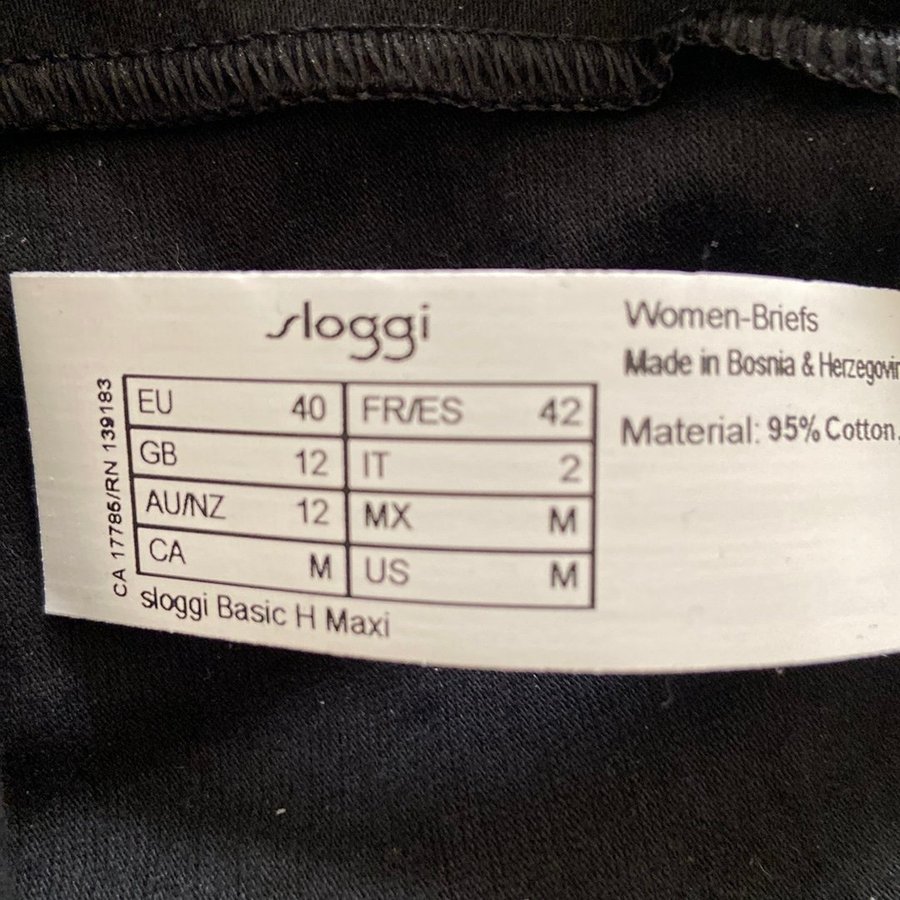 sloggi
EU 40 FR/ES 42
GB 12 IT 2
AU/NZ 12 MX M
CA M US M
sloggi Basic H Maxi
CA 17785/RN 139183
Women-Briefs
Made in Bosnia & Herzegovin
Material: 95% Cotton.